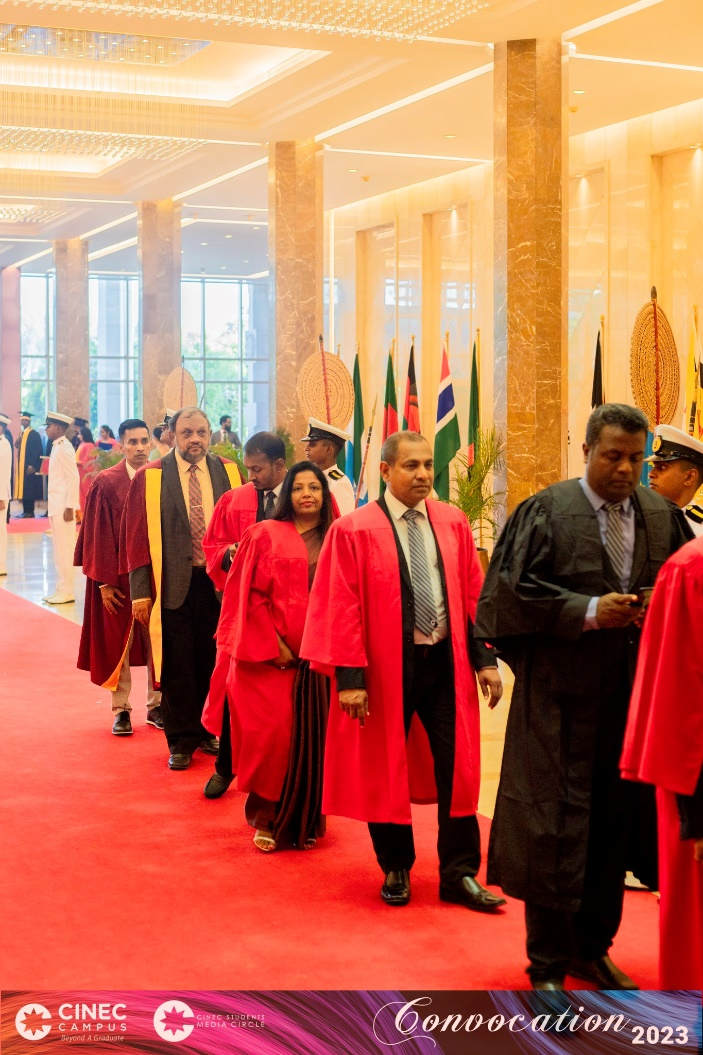 CINEC
CAMPUS
Beyond A Graduate
CINEC STUDENTS
MEDIA CIRCLE
Convocation 2023